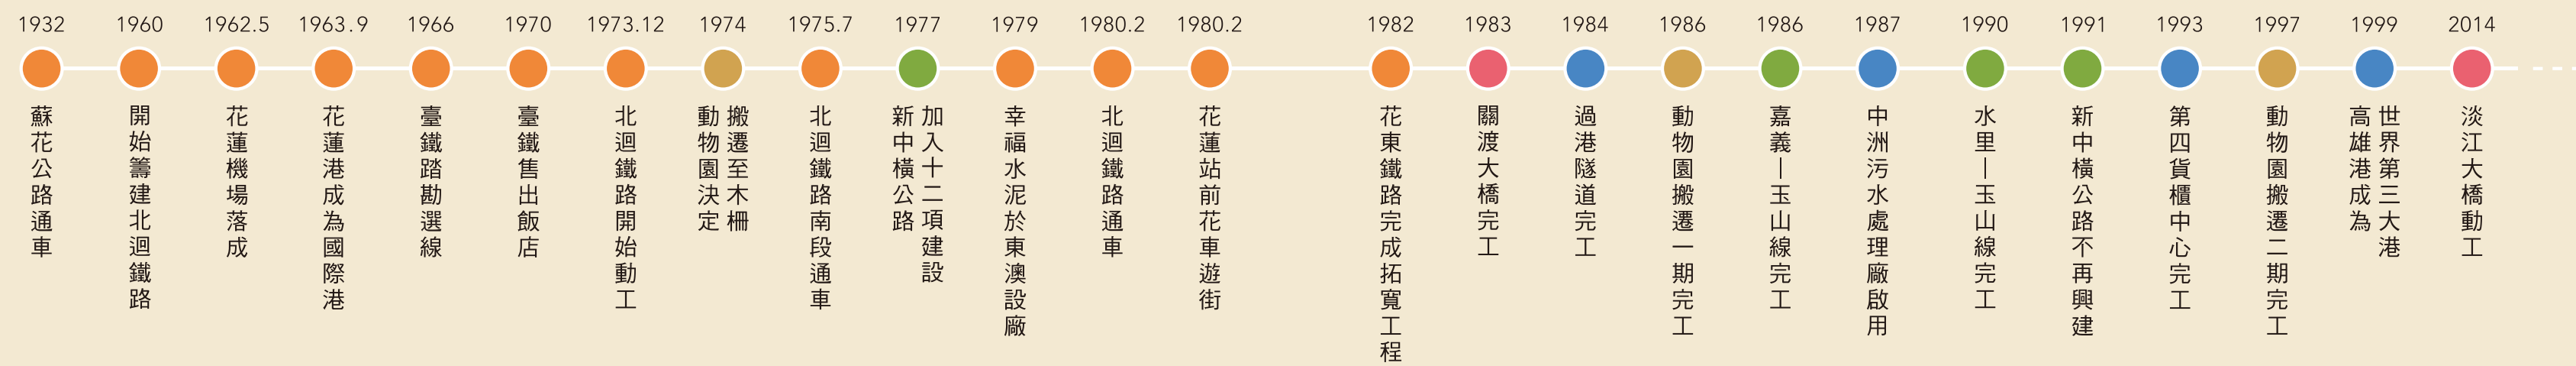 1932
蘇花公路通車
1960
開始籌建北迴鐵路
1962.5
花蓮機場落成
1963.9
花蓮港成為國際港
1966
臺鐵踏勘選線
1970
臺鐵售出飯店
1973.12
北迴鐵路開始動工
1974
動物園決定
搬遷至木柵
1975.7
北迴鐵路南段通車
1977
新中橫公路
加入十二項建設
1979
幸福水泥於東澳設廠
1980.2
北迴鐵路通車
1980.2
花蓮站前花車遊街
1982
花東鐵路完成拓寬工程
1983
關渡大橋完工
1984
過港隧道完工
1986
動物園搬遷一期完工
1986
嘉義—玉山線完工
1987
中洲污水處理廠啟用
1990
水里—玉山線完工
1991
新中橫公路不再興建
1993
第四貨櫃中心完工
1997
動物園搬遷二期完工
1999
高雄港成為
世界第三大港
2014
淡江大橋動工